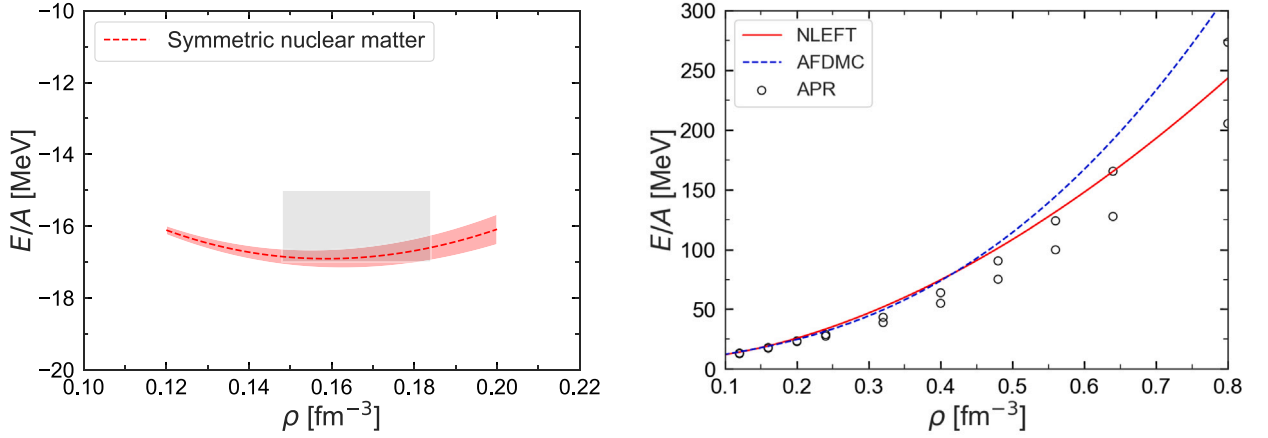 Symmetric nuclear matter
E/A [MeV]
−10
−12
−14
−16
−18
−20
0.10 0.12 0.14 0.16 0.18 0.20 0.22
ρ [fm⁻³]
NLEFT
AFDMC
APR
E/A [MeV]
300
250
200
150
100
50
0
0.1 0.2 0.3 0.4 0.5 0.6 0.7 0.8
ρ [fm⁻³]